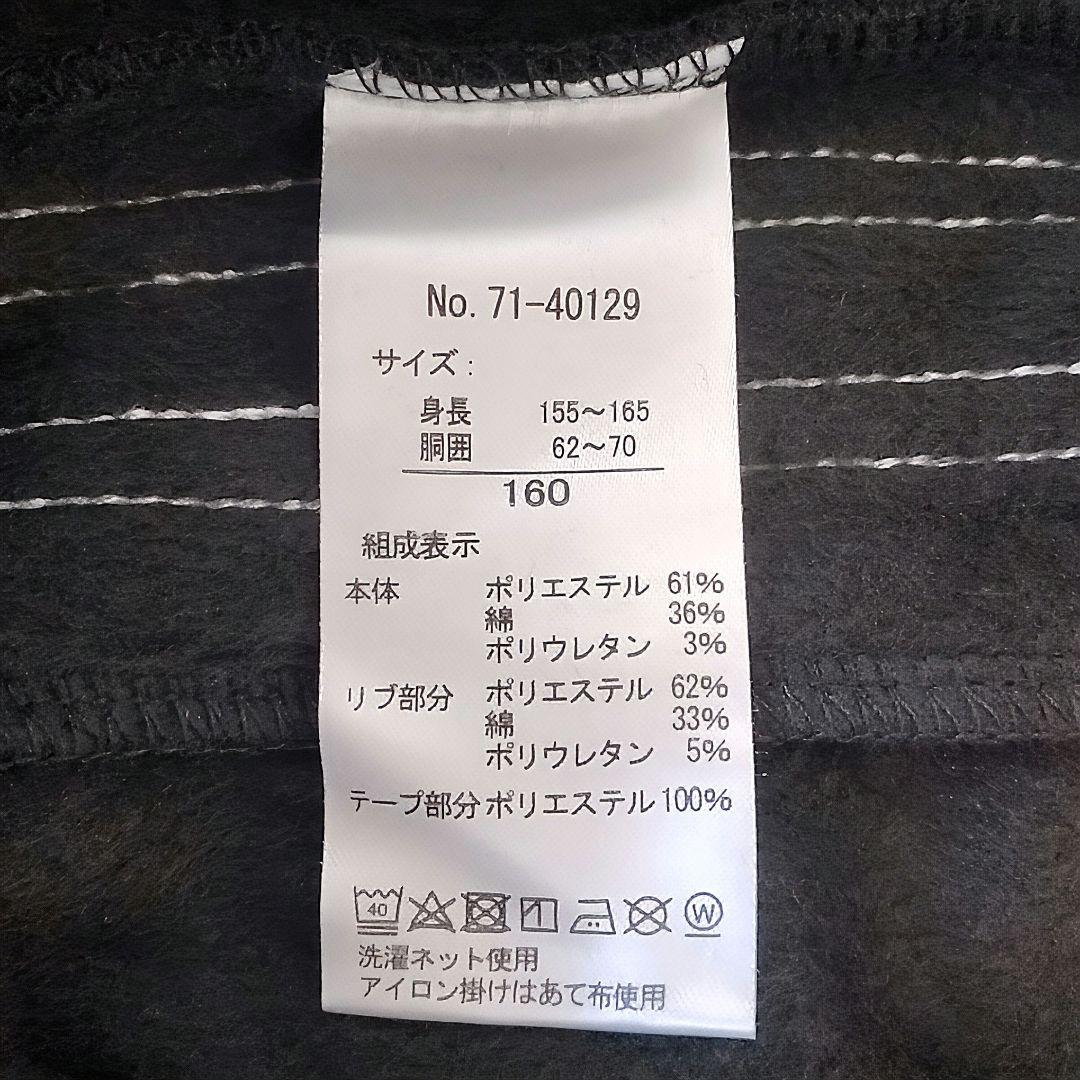 No. 71-40129
サイズ:
身長 155～165
胴囲 62～70
160
組成表示
本体 ポリエステル 61%
綿 36%
ポリウレタン 3%
リブ部分 ポリエステル 62%
綿 33%
ポリウレタン 5%
テープ部分 ポリエステル 100%
40 W
洗濯ネット使用
アイロン掛けはあて布使用